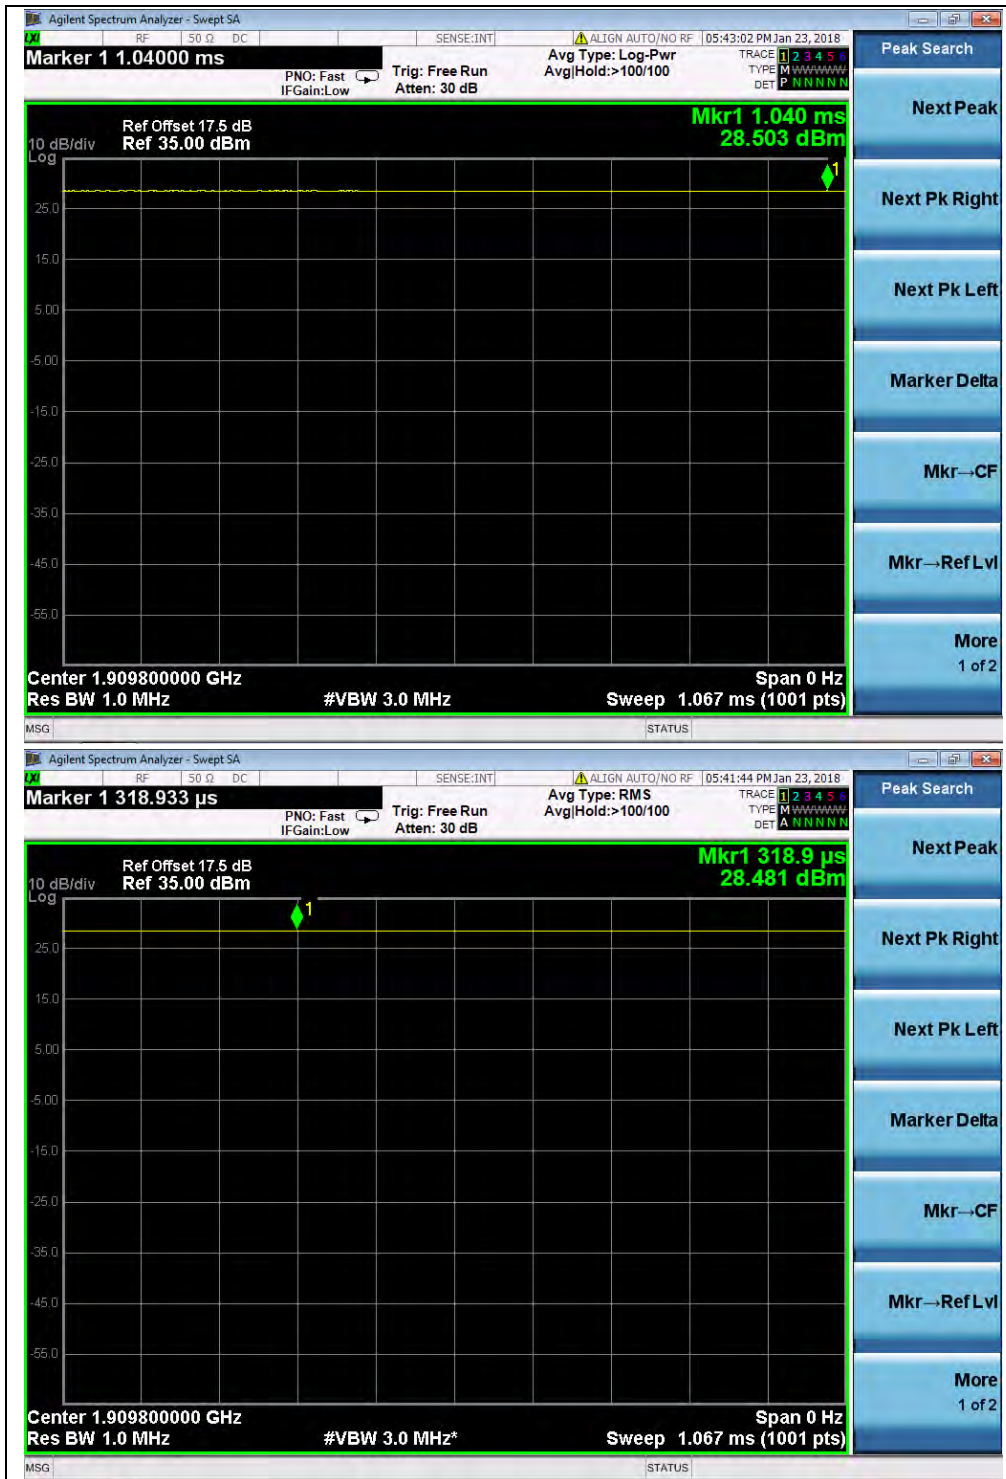 Agilent Spectrum Analyzer - Swept SA
LXI RF 50 Ω DC SENSE:INT ALIGN AUTO/NO RF 05:43:02 PM Jan 23, 2018
Marker 1 1.04000 ms
PNO: Fast
IFGain:Low
Trig: Free Run
Atten: 30 dB
Avg Type: Log-Pwr
Avg|Hold:>100/100
TRACE 1 2 3 4 5 6
TYPE M WWWWW
DET P N N N N N
Peak Search
Mkr1 1.040 ms
28.503 dBm
Ref Offset 17.5 dB
10 dB/div Ref 35.00 dBm
Log
1
25.0
15.0
5.00
-5.00
-15.0
-25.0
-35.0
-45.0
-55.0
Center 1.909800000 GHz Span 0 Hz
Res BW 1.0 MHz #VBW 3.0 MHz Sweep 1.067 ms (1001 pts)
MSG STATUS
Next Peak
Next Pk Right
Next Pk Left
Marker Delta
Mkr→CF
Mkr→Ref Lvl
More
1 of 2
Agilent Spectrum Analyzer - Swept SA
LXI RF 50 Ω DC SENSE:INT ALIGN AUTO/NO RF 05:41:44 PM Jan 23, 2018
Marker 1 318.933 µs
PNO: Fast
IFGain:Low
Trig: Free Run
Atten: 30 dB
Avg Type: RMS
Avg|Hold:>100/100
TRACE 1 2 3 4 5 6
TYPE M WWWWW
DET A N N N N N
Peak Search
Mkr1 318.9 µs
28.481 dBm
Ref Offset 17.5 dB
10 dB/div Ref 35.00 dBm
Log
1
25.0
15.0
5.00
-5.00
-15.0
-25.0
-35.0
-45.0
-55.0
Center 1.909800000 GHz Span 0 Hz
Res BW 1.0 MHz #VBW 3.0 MHz* Sweep 1.067 ms (1001 pts)
MSG STATUS
Next Peak
Next Pk Right
Next Pk Left
Marker Delta
Mkr→CF
Mkr→Ref Lvl
More
1 of 2